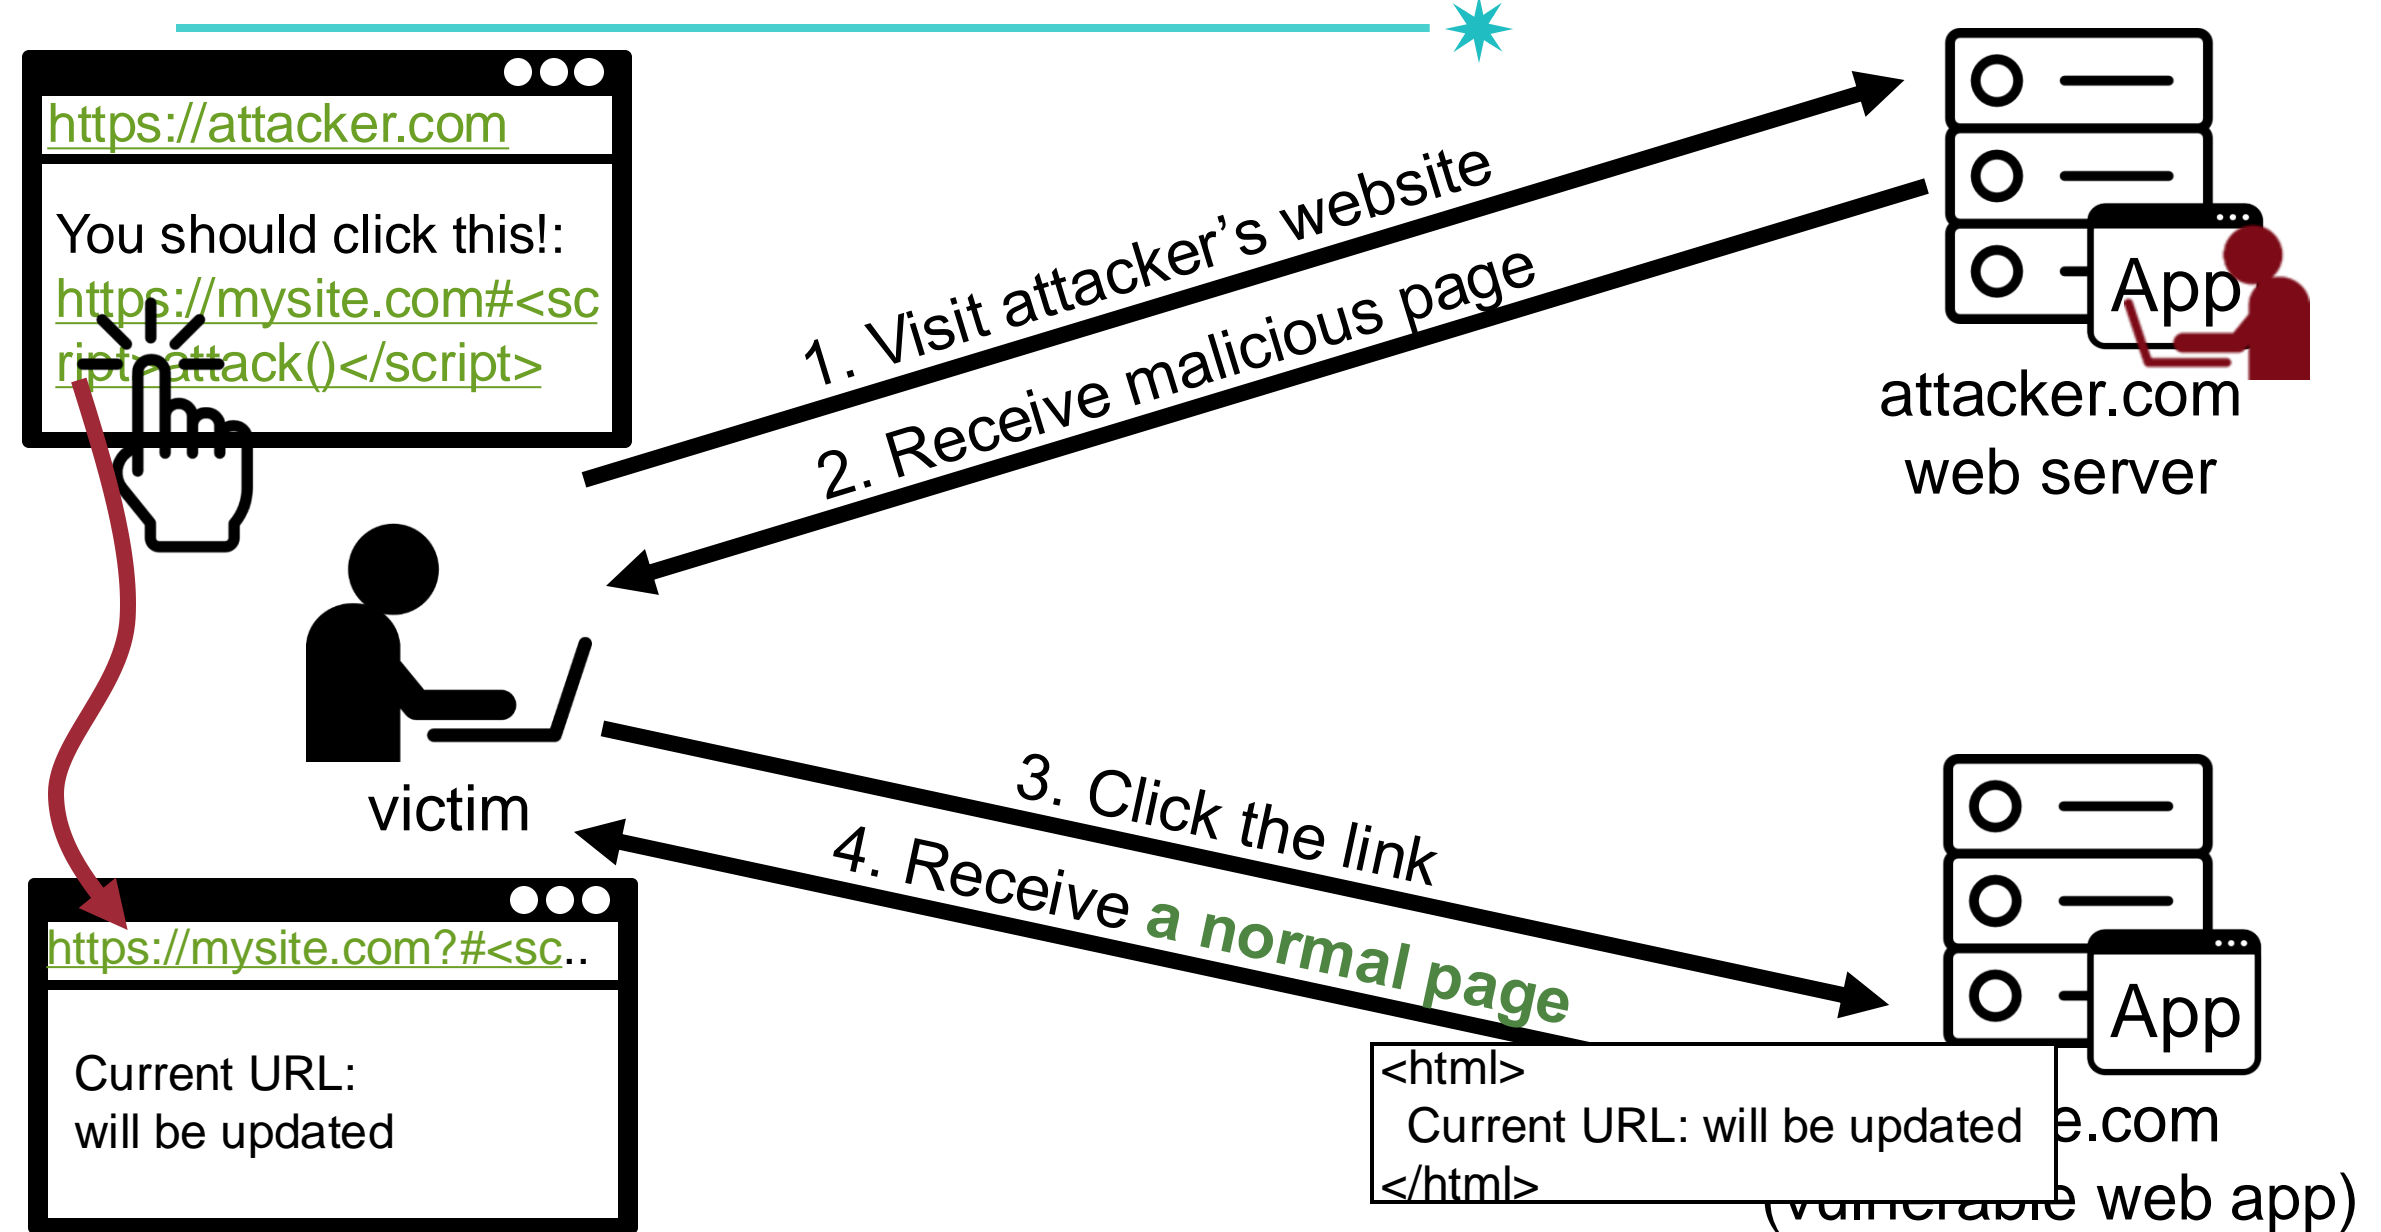 https://attacker.com
You should click this!:
https://mysite.com#<sc
ript>attack()</script>
1. Visit attacker's website
2. Receive malicious page
App
attacker.com
web server
victim
3. Click the link
4. Receive a normal page
https://mysite.com?#<sc..
Current URL:
will be updated
App
<html>
Current URL: will be updated
</html>
e.com
(vulnerable web app)